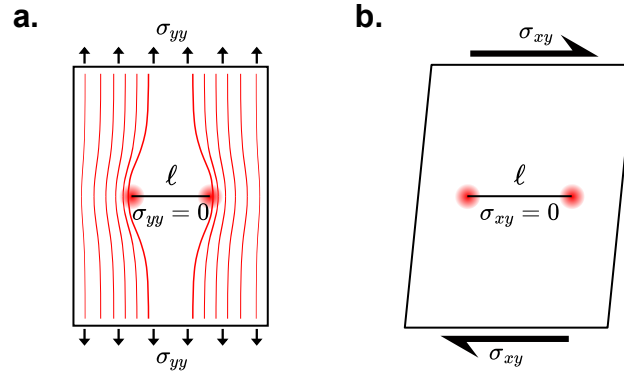 a.
σ_yy
ℓ
σ_yy = 0
σ_yy
b.
σ_xy
ℓ
σ_xy = 0
σ_xy